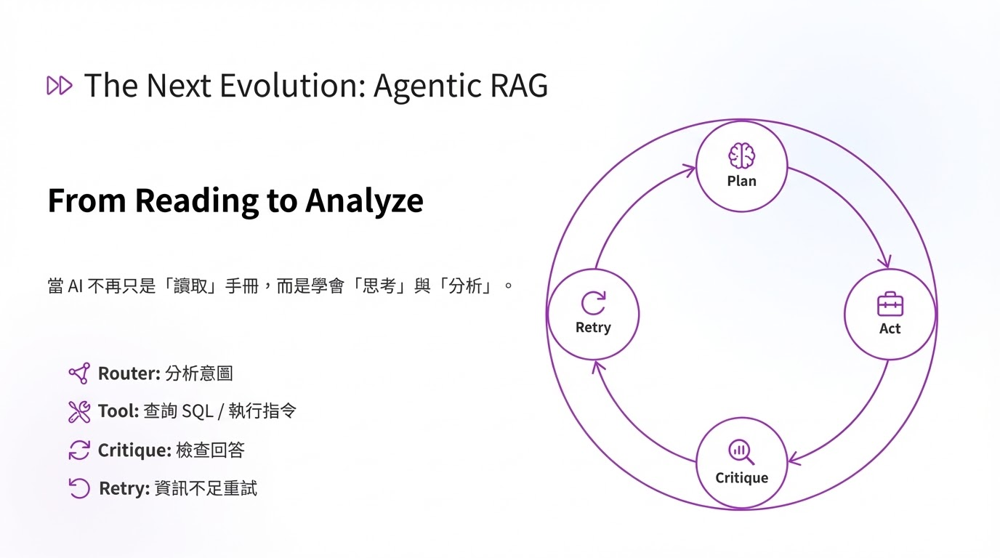 The Next Evolution: Agentic RAG
From Reading to Analyze
當 AI 不再只是「讀取」手冊，而是學會「思考」與「分析」。
Router: 分析意圖
Tool: 查詢 SQL / 執行指令
Critique: 檢查回答
Retry: 資訊不足重試
Plan
Act
Critique
Retry